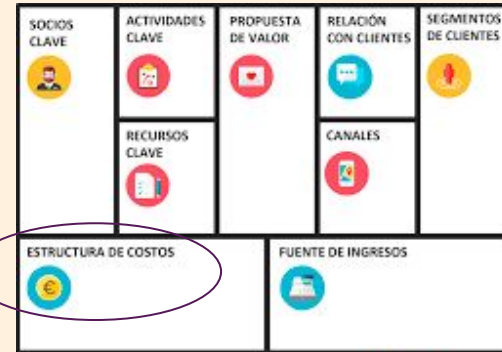 SOCIOS
CLAVE
ACTIVIDADES
CLAVE
PROPUESTA
DE VALOR
RELACIÓN
CON CLIENTES
SEGMENTOS
DE CLIENTES
RECURSOS
CLAVE
CANALES
ESTRUCTURA DE COSTOS
€
FUENTE DE INGRESOS